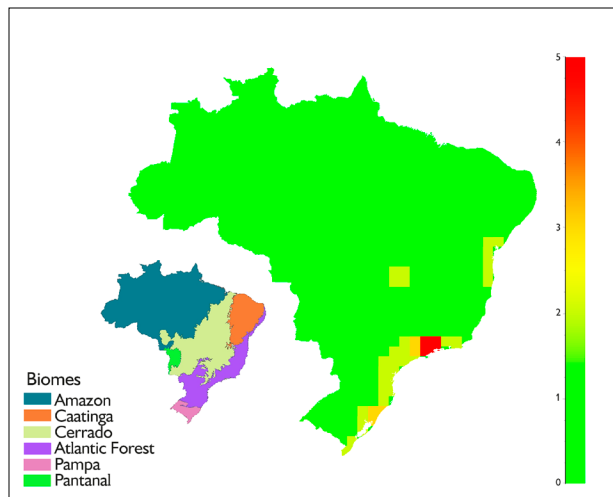 5
4
3
2
1
0
Biomes
Amazon
Caatinga
Cerrado
Atlantic Forest
Pampa
Pantanal